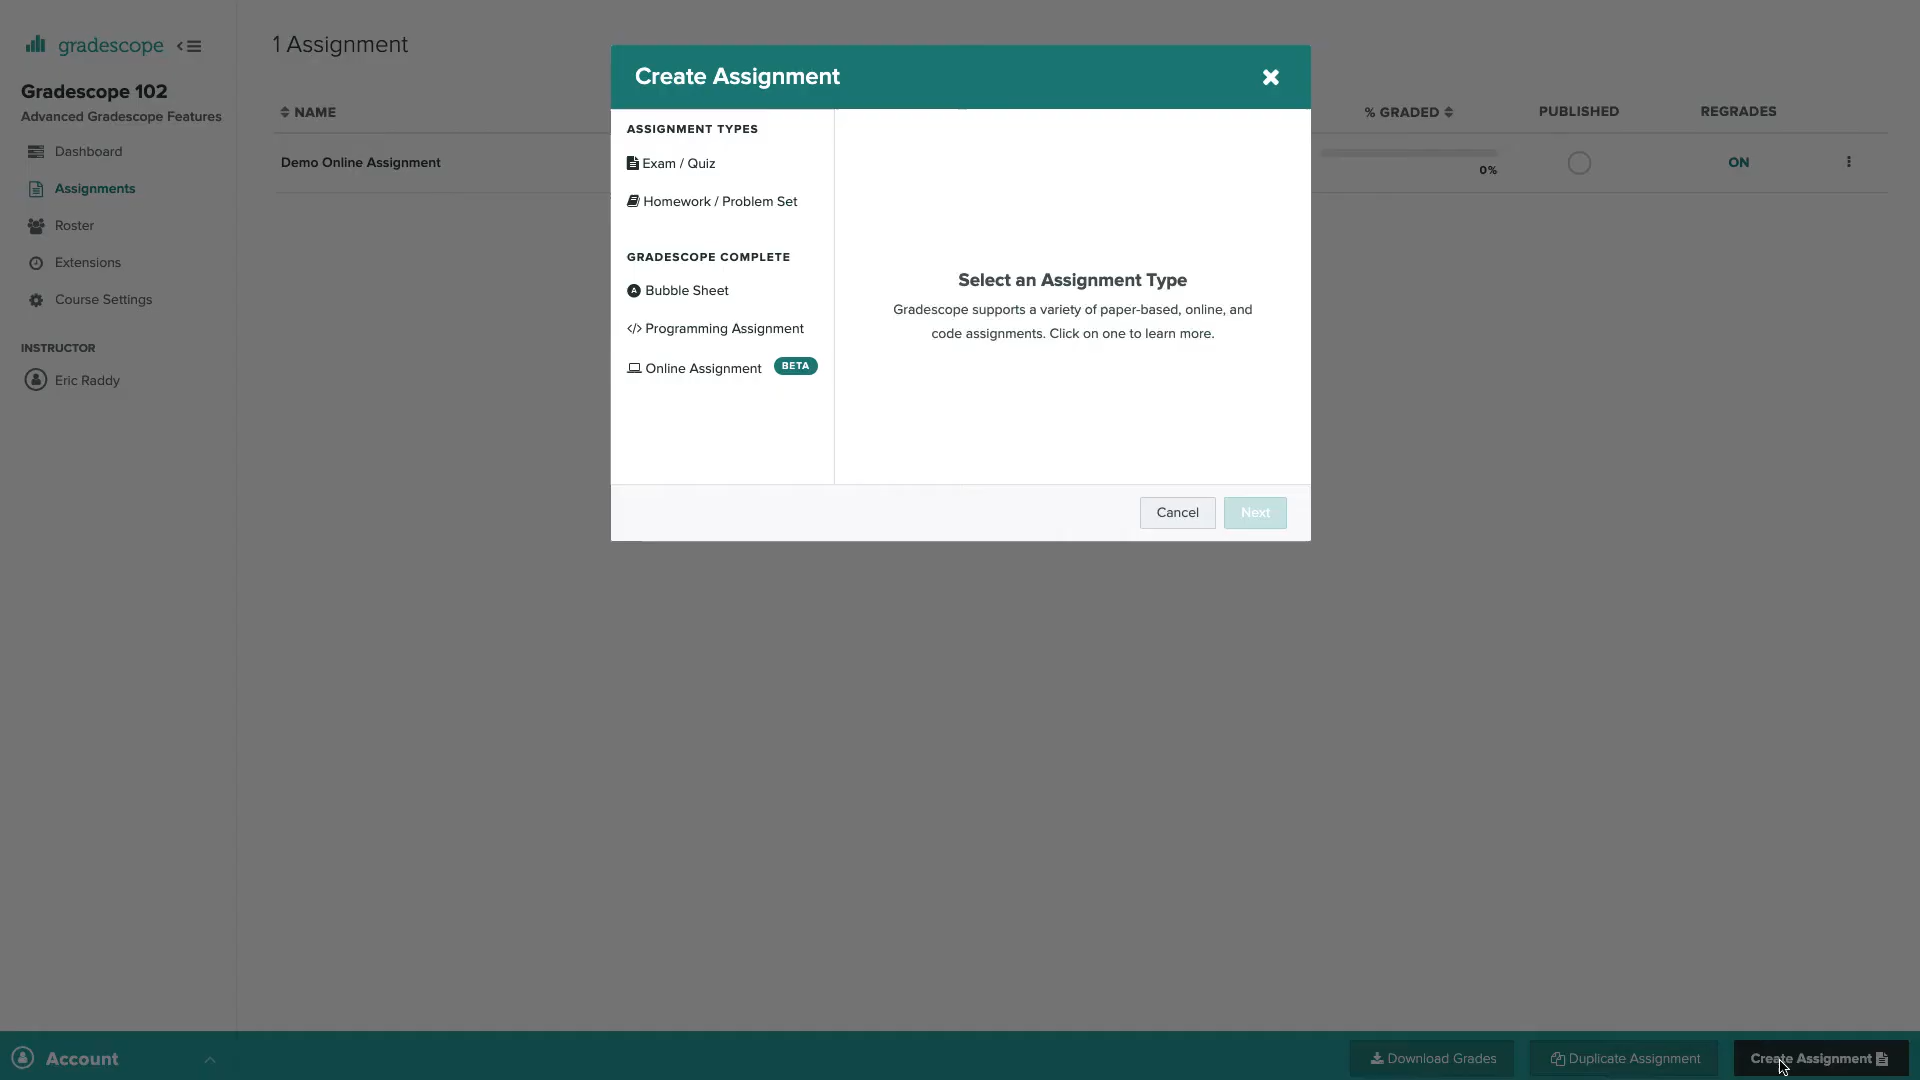 gradescope
Gradescope 102
Advanced Gradescope Features
Dashboard
Assignments
Roster
Extensions
Course Settings
INSTRUCTOR
Eric Raddy
1 Assignment
NAME
% GRADED
PUBLISHED
REGRADES
Demo Online Assignment
0%
ON
Create Assignment
ASSIGNMENT TYPES
Exam / Quiz
Homework / Problem Set
GRADESCOPE COMPLETE
Bubble Sheet
Programming Assignment
Online Assignment BETA
Select an Assignment Type
Gradescope supports a variety of paper-based, online, and
code assignments. Click on one to learn more.
Cancel
Next
Account
Download Grades
Duplicate Assignment
Create Assignment